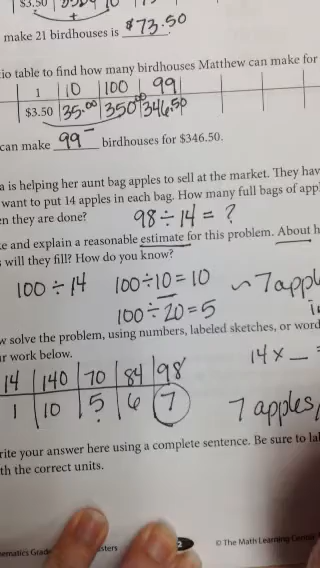 $3.50
make 21 birdhouses is $73.50
io table to find how many birdhouses Matthew can make for
1 10 100 99
$3.50 35.00 350.00 346.50
can make 99 birdhouses for $346.50.
a is helping her aunt bag apples to sell at the market. They hav
want to put 14 apples in each bag. How many full bags of app
en they are done? 98 ÷ 14 = ?
e and explain a reasonable estimate for this problem. About h
s will they fill? How do you know?
100 ÷ 14 100 ÷ 10 = 10 ~ 7 appl
100 ÷ 20 = 5
w solve the problem, using numbers, labeled sketches, or word
ur work below.
14 × _ =
14 140 70 84 98
1 10 5 6 7
7 apples/
rite your answer here using a complete sentence. Be sure to la
th the correct units.
ematics Grade
sters
2
© The Math Learning Center